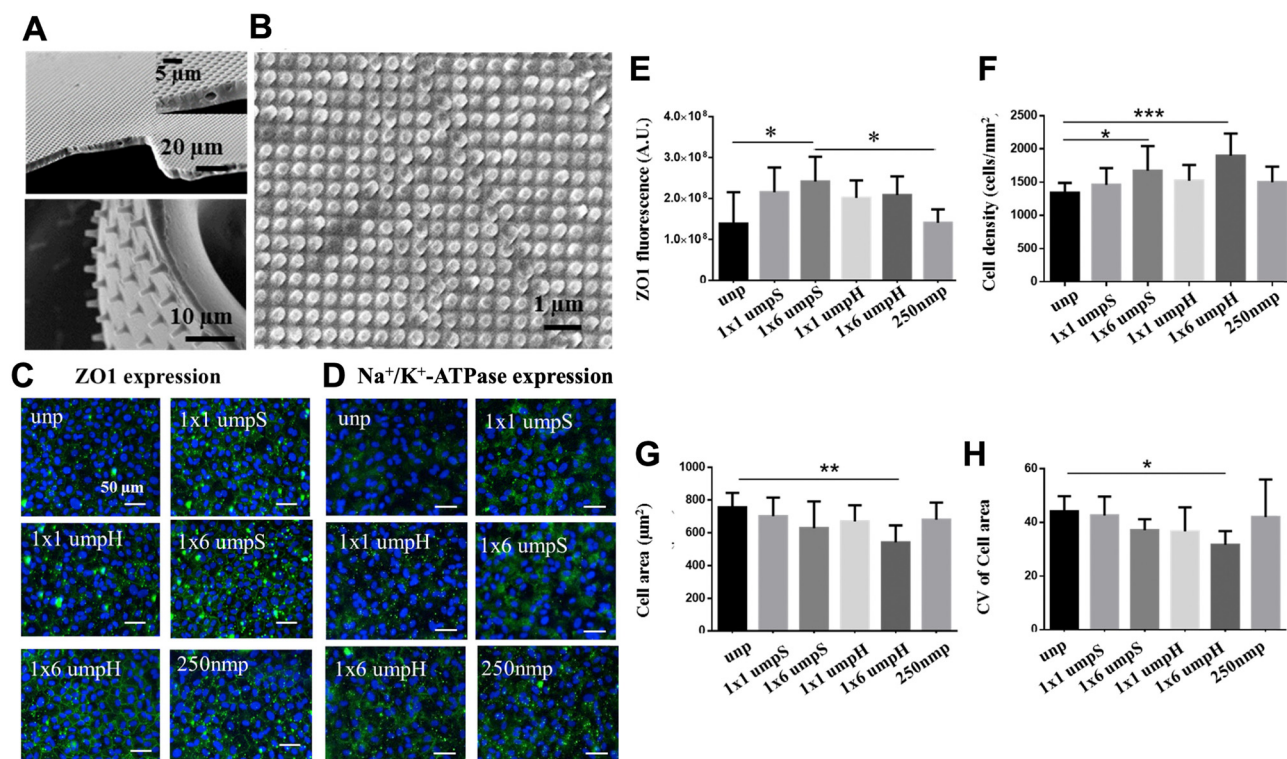 A
5 µm
20 µm
10 µm
B
1 µm
C
ZO1 expression
unp
50 µm
1x1 umpS
1x1 umpH
1x6 umpS
1x6 umpH
250nmp
D
Na⁺/K⁺-ATPase expression
unp
1x1 umpS
1x1 umpH
1x6 umpS
1x6 umpH
250nmp
E
ZO1 fluorescence (A.U.)
4.0×10⁸
3.0×10⁸
2.0×10⁸
1.0×10⁸
0
*
*
unp
1x1 umpS
1x6 umpS
1x1 umpH
1x6 umpH
250nmp
F
Cell density (cells/mm²)
2500
2000
1500
1000
500
0
***
*
unp
1x1 umpS
1x6 umpS
1x1 umpH
1x6 umpH
250nmp
G
Cell area (µm²)
1000
800
600
400
200
0
**
unp
1x1 umpS
1x6 umpS
1x1 umpH
1x6 umpH
250nmp
H
CV of Cell area
60
40
20
0
*
unp
1x1 umpS
1x6 umpS
1x1 umpH
1x6 umpH
250nmp